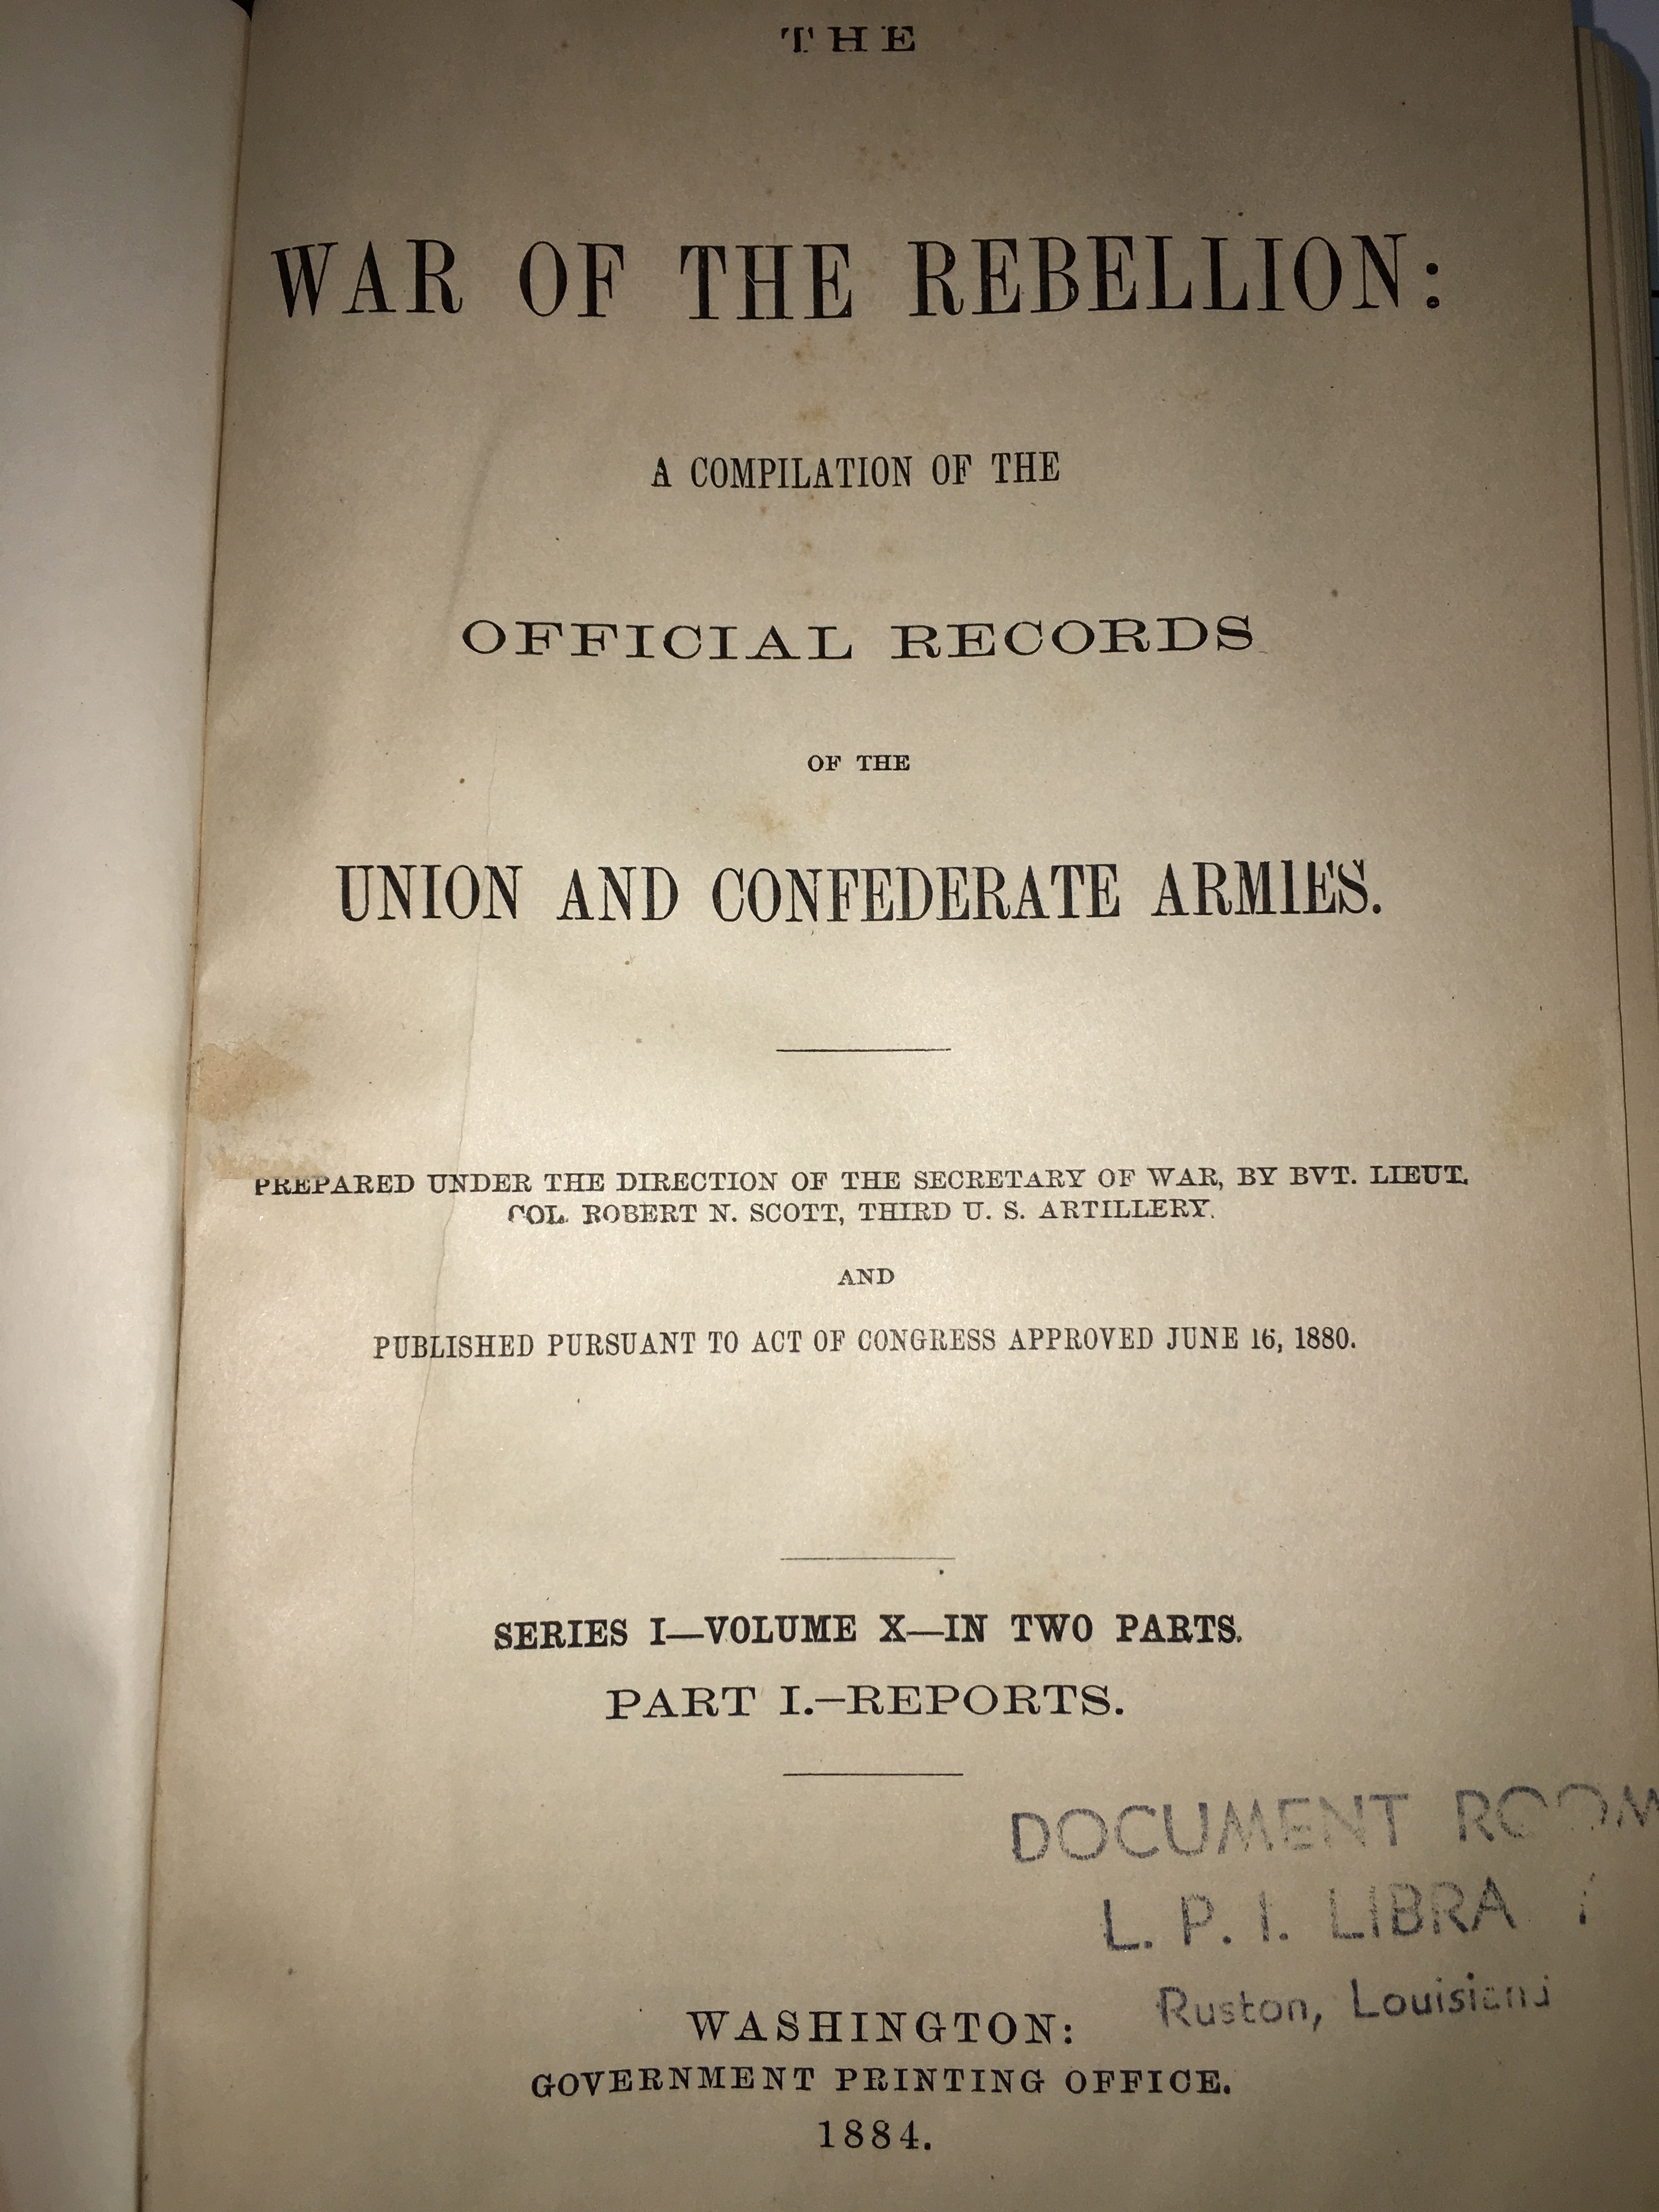 THE
WAR OF THE REBELLION:
A COMPILATION OF THE
OFFICIAL RECORDS
OF THE
UNION AND CONFEDERATE ARMIES.
PREPARED UNDER THE DIRECTION OF THE SECRETARY OF WAR, BY BVT. LIEUT.
COL. ROBERT N. SCOTT, THIRD U. S. ARTILLERY.
AND
PUBLISHED PURSUANT TO ACT OF CONGRESS APPROVED JUNE 16, 1880.
SERIES I—VOLUME X—IN TWO PARTS.
PART I.—REPORTS.
DOCUMENT ROOM
L. P. I. LIBRA
Ruston, Louisiana
WASHINGTON:
GOVERNMENT PRINTING OFFICE.
1884.